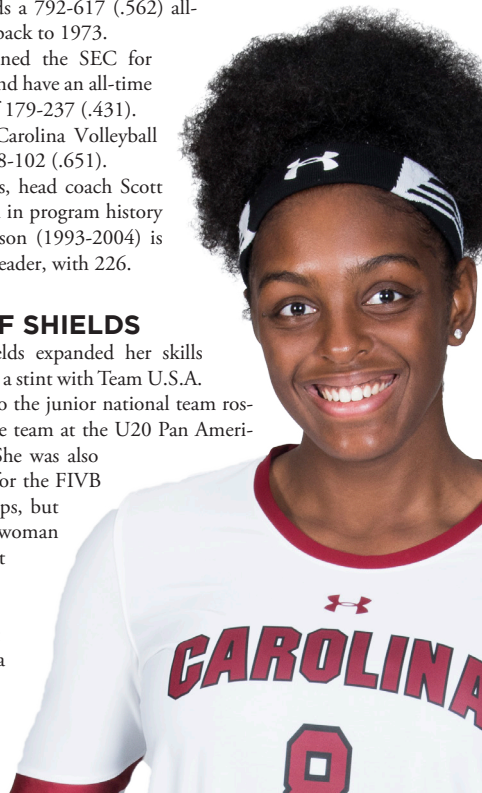 ds a 792-617 (.562) all-
back to 1973.
ned the SEC for
nd have an all-time
f 179-237 (.431).
Carolina Volleyball
8-102 (.651).
s, head coach Scott
in program history
son (1993-2004) is
eader, with 226.
F SHIELDS
elds expanded her skills
a stint with Team U.S.A.
o the junior national team ros-
e team at the U20 Pan Ameri-
She was also
for the FIVB
ps, but
woman
t
a
CAROLINA
8